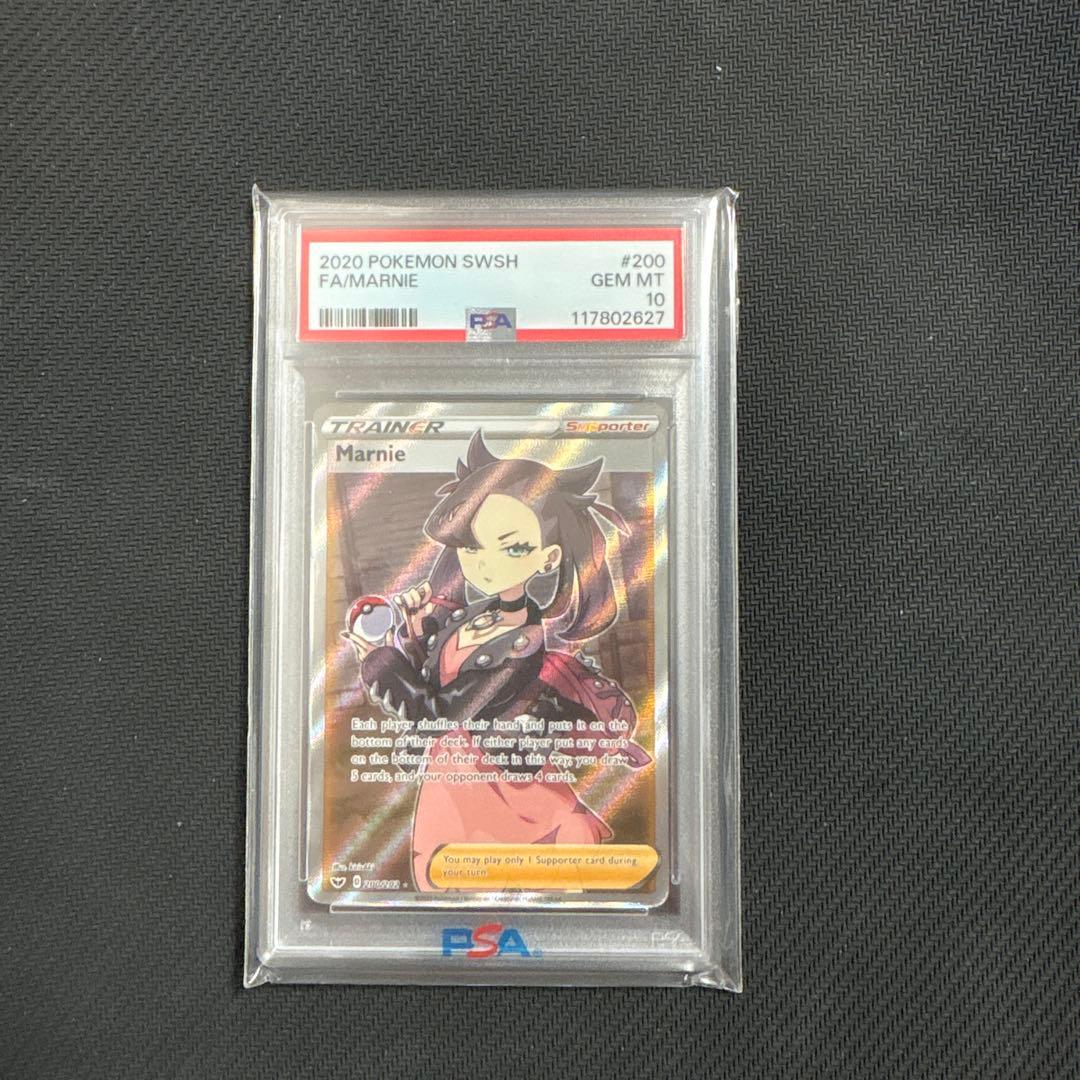 2020 POKEMON SWSH #200
FA/MARNIE GEM MT
10
PSA 117802627
TRAINER Supporter
Marnie
Each player shuffles their hand and puts it on the
bottom of their deck. If either player put any cards
on the bottom of their deck in this way, you draw
5 cards, and your opponent draws 4 cards.
You may play only 1 Supporter card during
your turn.
200/202
PSA